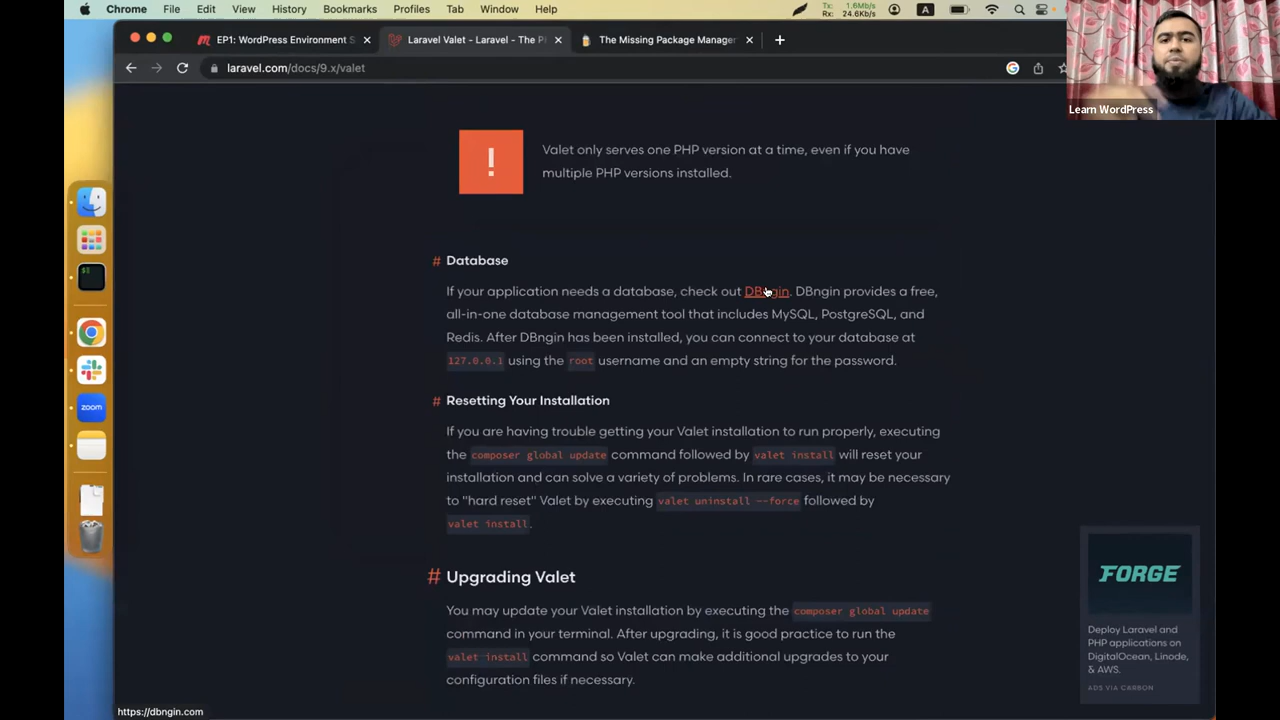 Chrome File Edit View History Bookmarks Profiles Tab Window Help
Tx: 1.6Mb/s
Rx: 24.6Kb/s
A
EP1: WordPress Environment S
Laravel Valet - Laravel - The P
The Missing Package Manager
laravel.com/docs/9.x/valet
Learn WordPress
!
Valet only serves one PHP version at a time, even if you have
multiple PHP versions installed.
# Database
If your application needs a database, check out DBngin. DBngin provides a free,
all-in-one database management tool that includes MySQL, PostgreSQL, and
Redis. After DBngin has been installed, you can connect to your database at
127.0.0.1 using the root username and an empty string for the password.
# Resetting Your Installation
If you are having trouble getting your Valet installation to run properly, executing
the composer global update command followed by valet install will reset your
installation and can solve a variety of problems. In rare cases, it may be necessary
to "hard reset" Valet by executing valet uninstall --force followed by
valet install.
# Upgrading Valet
You may update your Valet installation by executing the composer global update
command in your terminal. After upgrading, it is good practice to run the
valet install command so Valet can make additional upgrades to your
configuration files if necessary.
FORGE
Deploy Laravel and
PHP applications on
DigitalOcean, Linode,
& AWS.
ADS VIA CARBON
zoom
https://dbngin.com